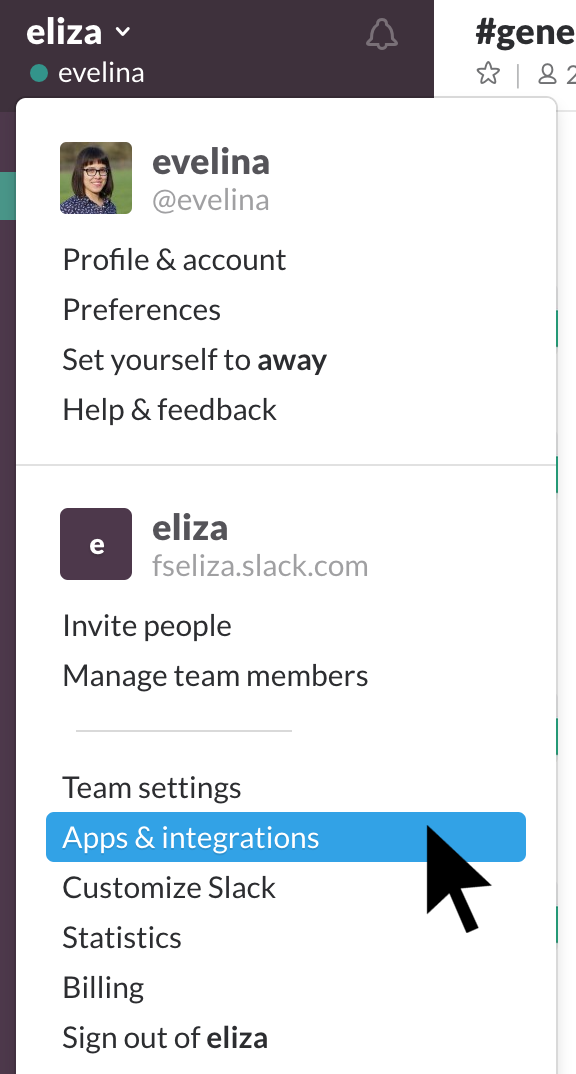 eliza
evelina
#gene
2
evelina
@evelina
Profile & account
Preferences
Set yourself to away
Help & feedback
e
eliza
fseliza.slack.com
Invite people
Manage team members
Team settings
Apps & integrations
Customize Slack
Statistics
Billing
Sign out of eliza